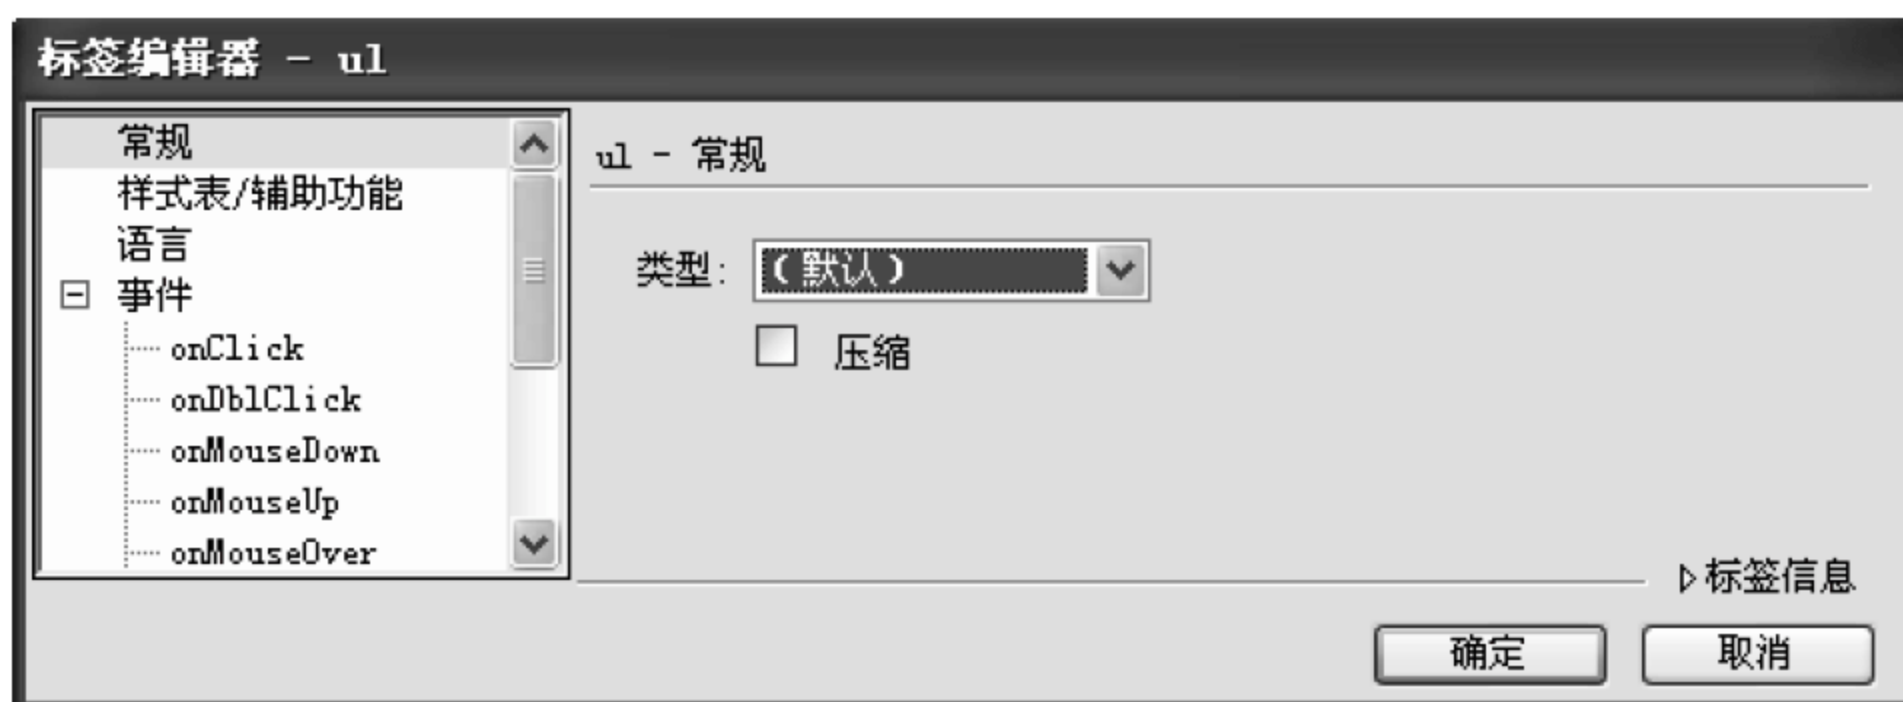 标签编辑器 - ul
常规
样式表/辅助功能
语言
事件
onClick
onDblClick
onMouseDown
onMouseUp
onMouseOver
ul - 常规
类型: (默认)
压缩
标签信息
确定 取消